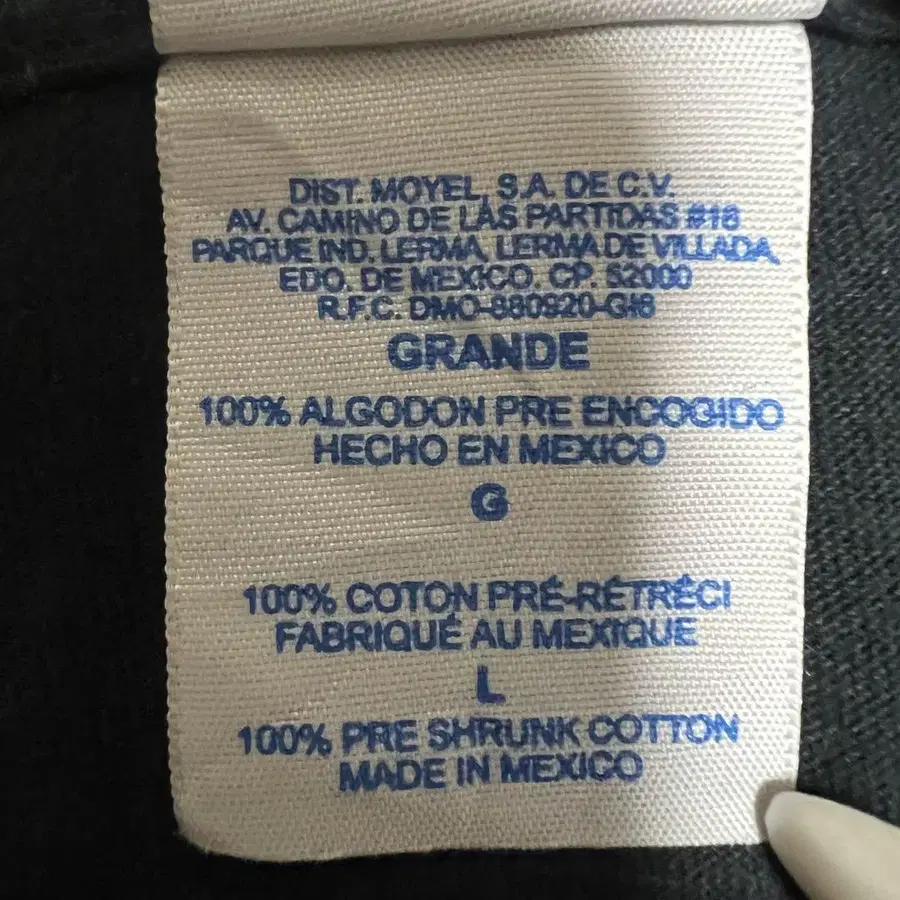 DIST. MOYEL, S.A. DE C.V.
AV. CAMINO DE LAS PARTIDAS #18
PARQUE IND. LERMA, LERMA DE VILLADA,
EDO. DE MEXICO. CP. 52000
R.F.C. DMO-880920-GI8
GRANDE
100% ALGODON PRE ENCOGIDO
HECHO EN MEXICO
G
100% COTON PRÉ-RÉTRÉCI
FABRIQUÉ AU MEXIQUE
L
100% PRE SHRUNK COTTON
MADE IN MEXICO